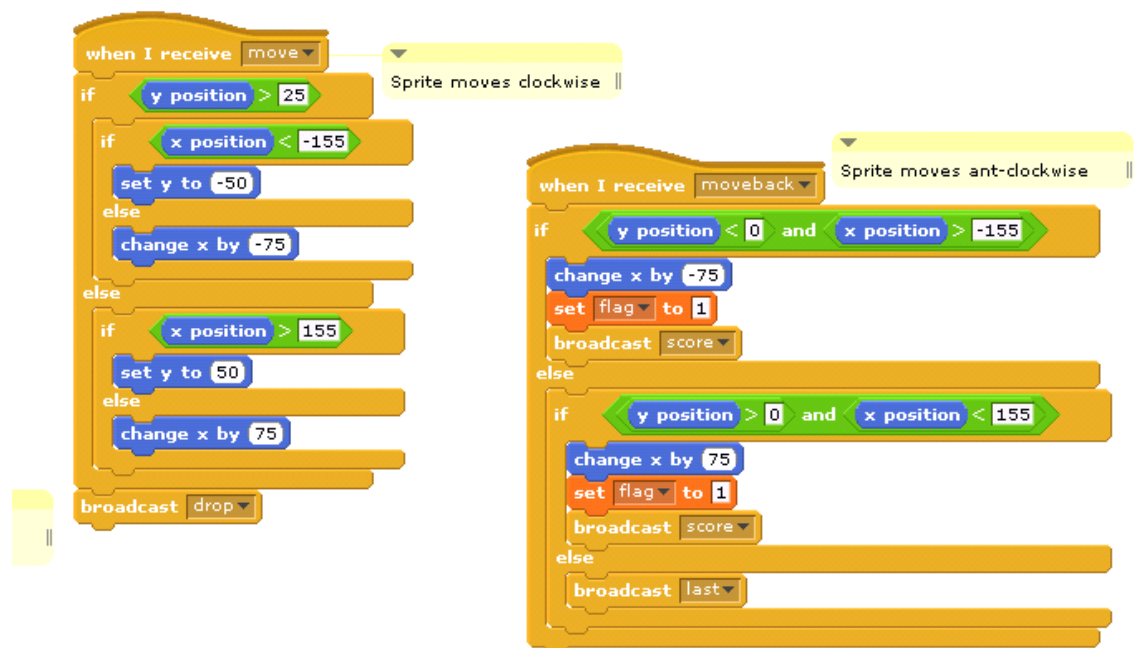 when I receive move
Sprite moves clockwise
if y position > 25
if x position < -155
set y to -50
else
change x by -75
else
if x position > 155
set y to 50
else
change x by 75
broadcast drop
when I receive moveback
Sprite moves ant-clockwise
if y position < 0 and x position > -155
change x by -75
set flag to 1
broadcast score
else
if y position > 0 and x position < 155
change x by 75
set flag to 1
broadcast score
else
broadcast last